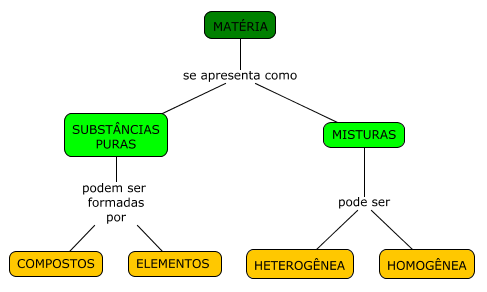 MATÉRIA
se apresenta como
SUBSTÂNCIAS
PURAS
MISTURAS
podem ser
formadas
por
pode ser
COMPOSTOS
ELEMENTOS
HETEROGÊNEA
HOMOGÊNEA